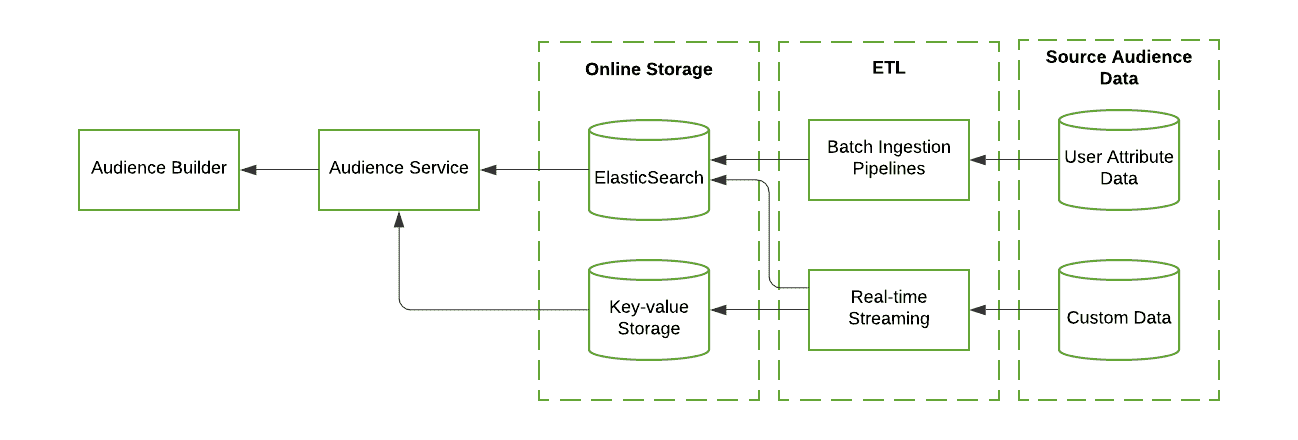 Online Storage
ETL
Source Audience
Data
Audience Builder
Audience Service
ElasticSearch
Batch Ingestion
Pipelines
User Attribute
Data
Key-value
Storage
Real-time
Streaming
Custom Data